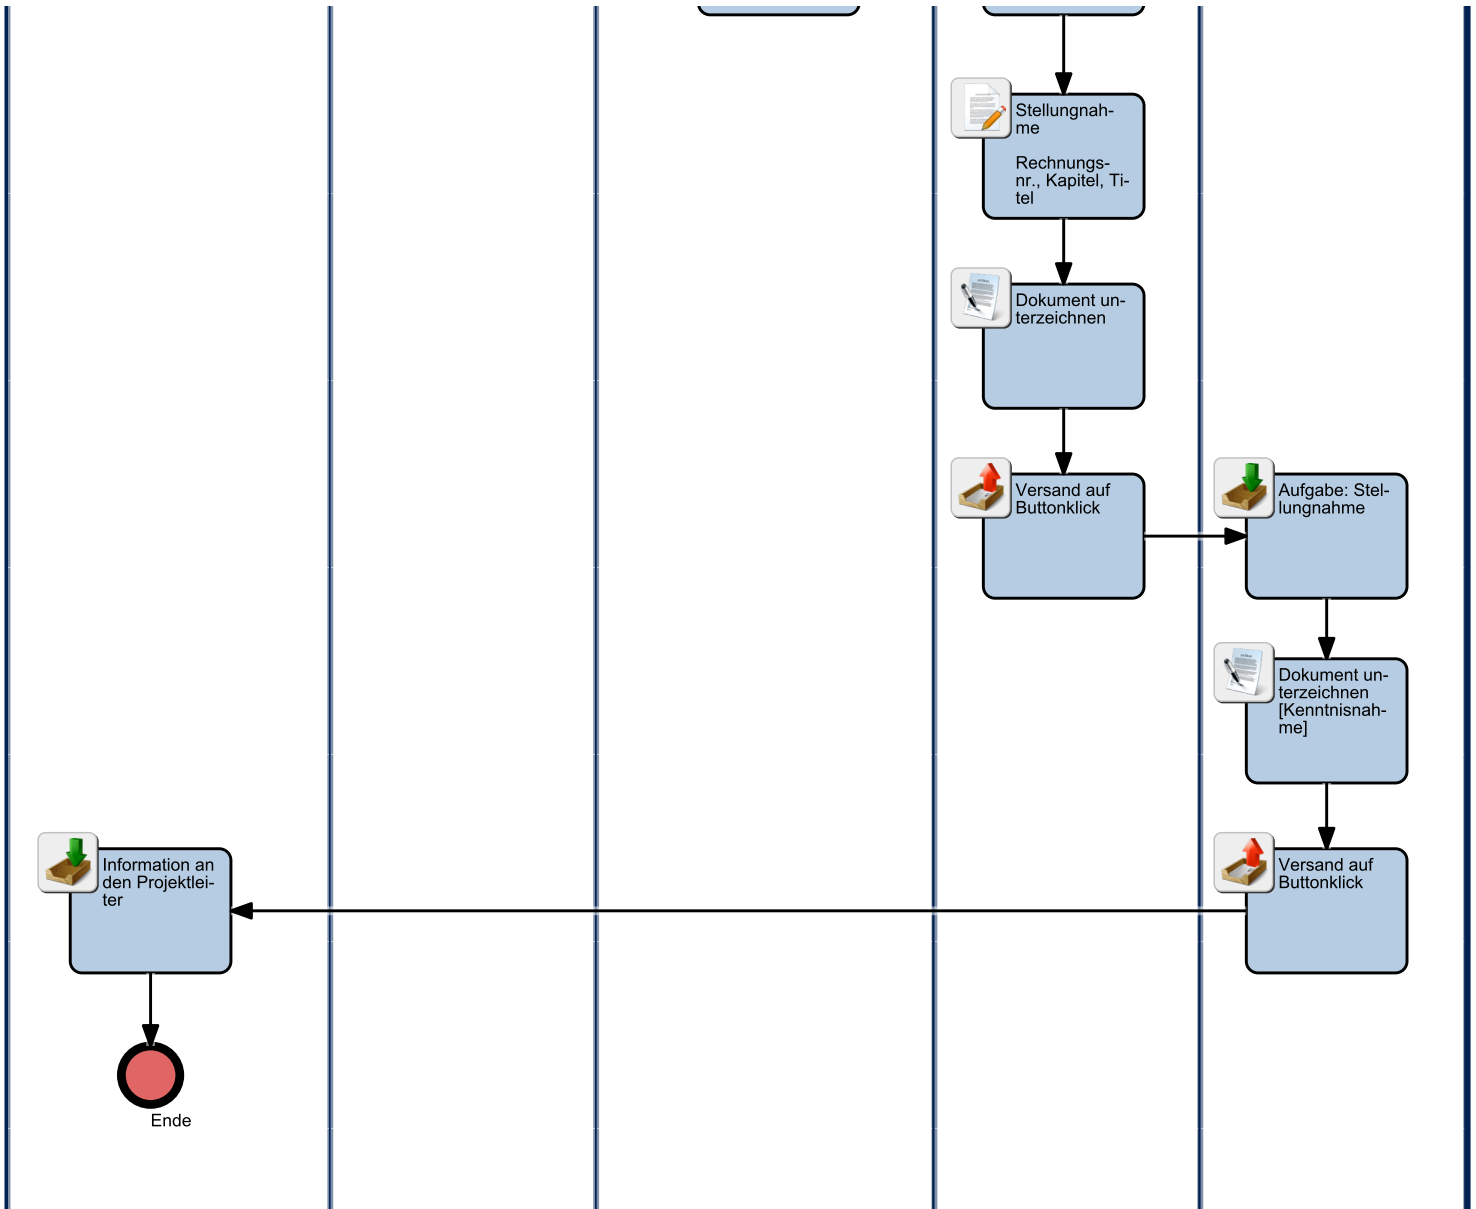 Stellungnah-
me
Rechnungs-
nr., Kapitel, Ti-
tel
Dokument un-
terzeichnen
Versand auf
Buttonklick
Aufgabe: Stel-
lungnahme
Dokument un-
terzeichnen
[Kenntnisnah-
me]
Versand auf
Buttonklick
Information an
den Projektlei-
ter
Ende